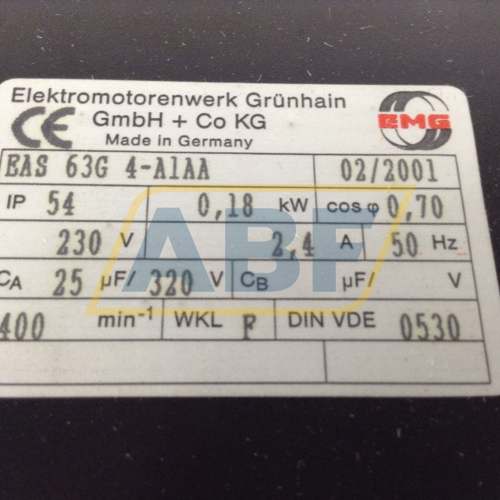 Elektromotorenwerk Grünhain
GmbH + Co KG
EMG
CE
Made in Germany
EAS 63G 4-A1AA 02/2001
IP 54 0,18 kW cos φ 0,70
230 V 2,4 A 50 Hz
CA 25 µF/ 320 V CB µF/ V
400 min-1 WKL F DIN VDE 0530
ABF